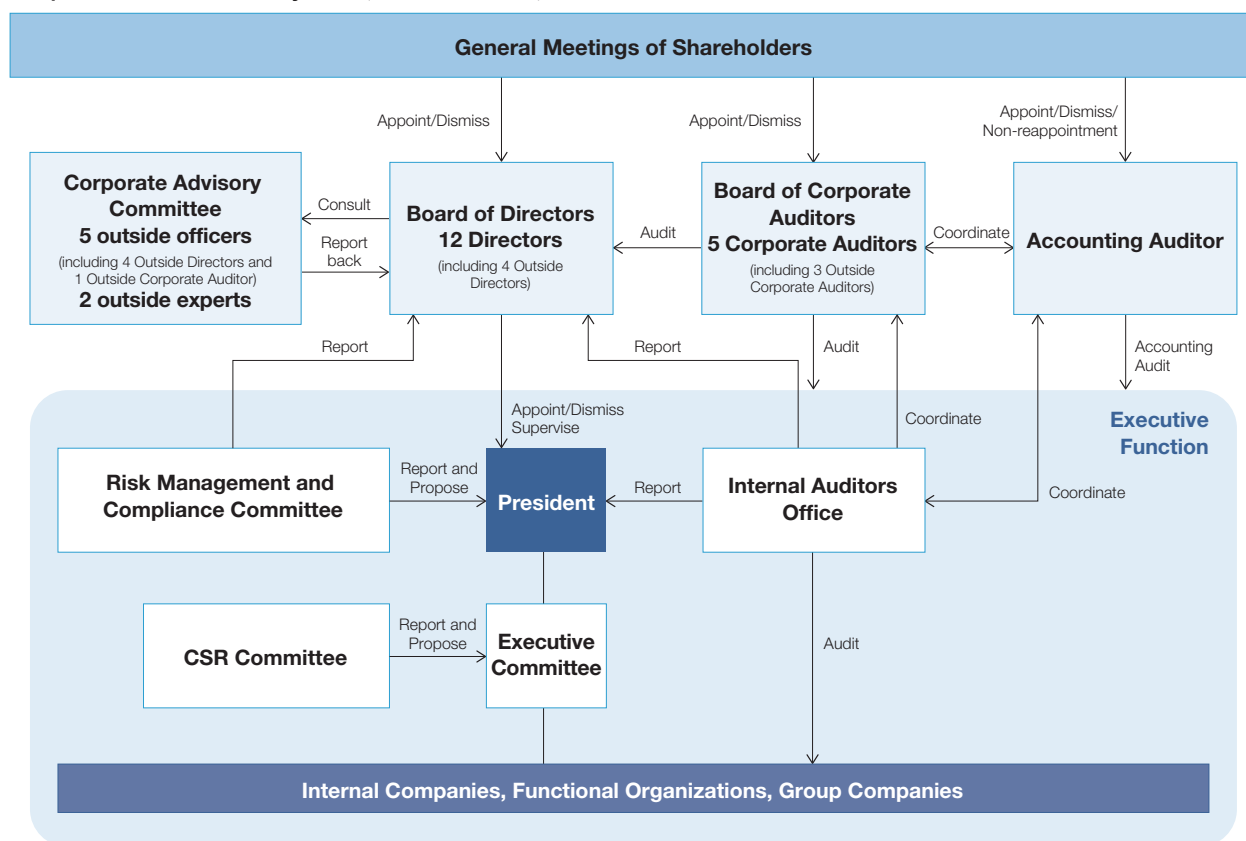 General Meetings of Shareholders
Appoint/Dismiss
Appoint/Dismiss
Appoint/Dismiss/
Non-reappointment
Corporate Advisory
Committee
5 outside officers
(including 4 Outside Directors and
1 Outside Corporate Auditor)
2 outside experts
Consult
Report
back
Board of Directors
12 Directors
(including 4 Outside
Directors)
Audit
Board of Corporate
Auditors
5 Corporate Auditors
(including 3 Outside
Corporate Auditors)
Coordinate
Accounting Auditor
Report
Report
Audit
Accounting
Audit
Appoint/Dismiss
Supervise
Coordinate
Executive
Function
Risk Management and
Compliance Committee
Report and
Propose
President
Report
Internal Auditors
Office
Coordinate
CSR Committee
Report and
Propose
Executive
Committee
Audit
Internal Companies, Functional Organizations, Group Companies